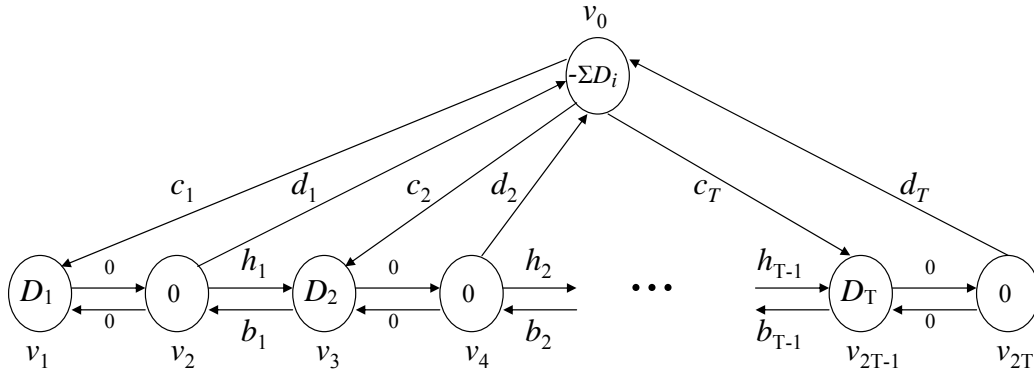 v0
-ΣDi
c1 d1 c2 d2 cT dT
0 h1 0 h2 hT-1 0
D1 0 D2 0 ••• DT 0
0 b1 0 b2 bT-1 0
v1 v2 v3 v4 v2T-1 v2T